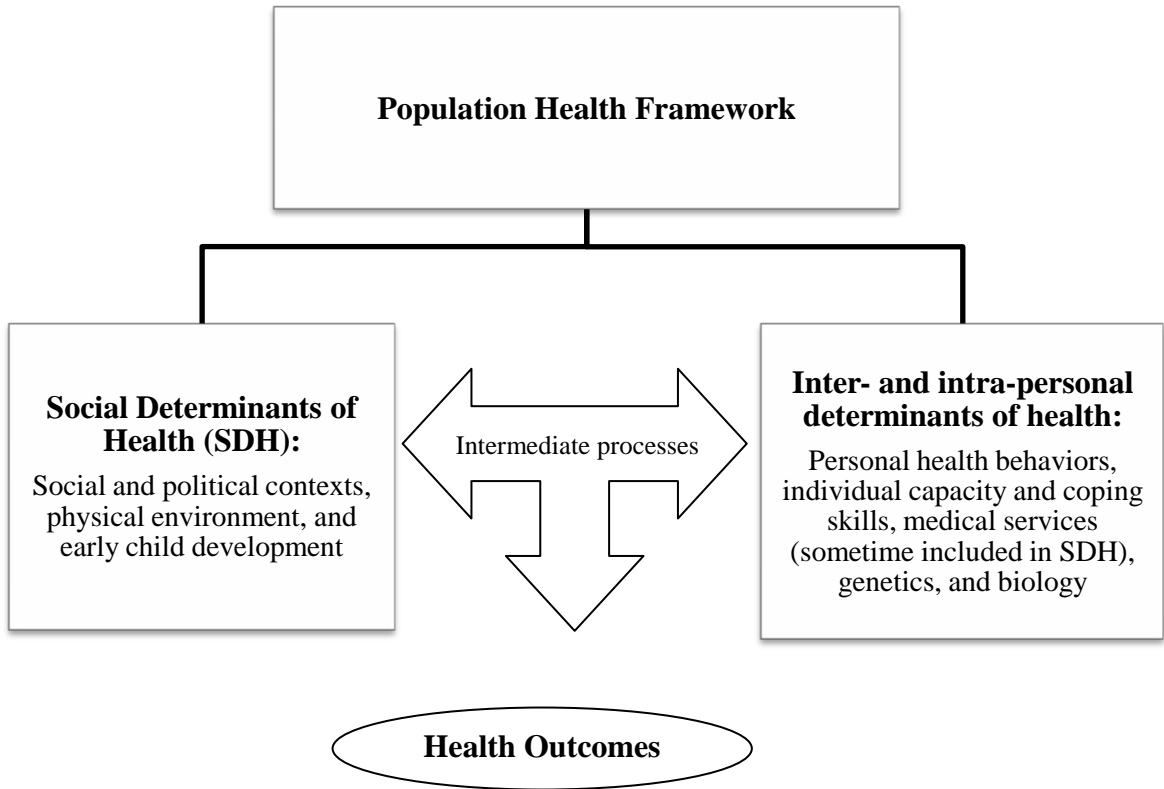 Population Health Framework
Social Determinants of
Health (SDH):
Social and political contexts,
physical environment, and
early child development
Intermediate processes
Inter- and intra-personal
determinants of health:
Personal health behaviors,
individual capacity and coping
skills, medical services
(sometime included in SDH),
genetics, and biology
Health Outcomes